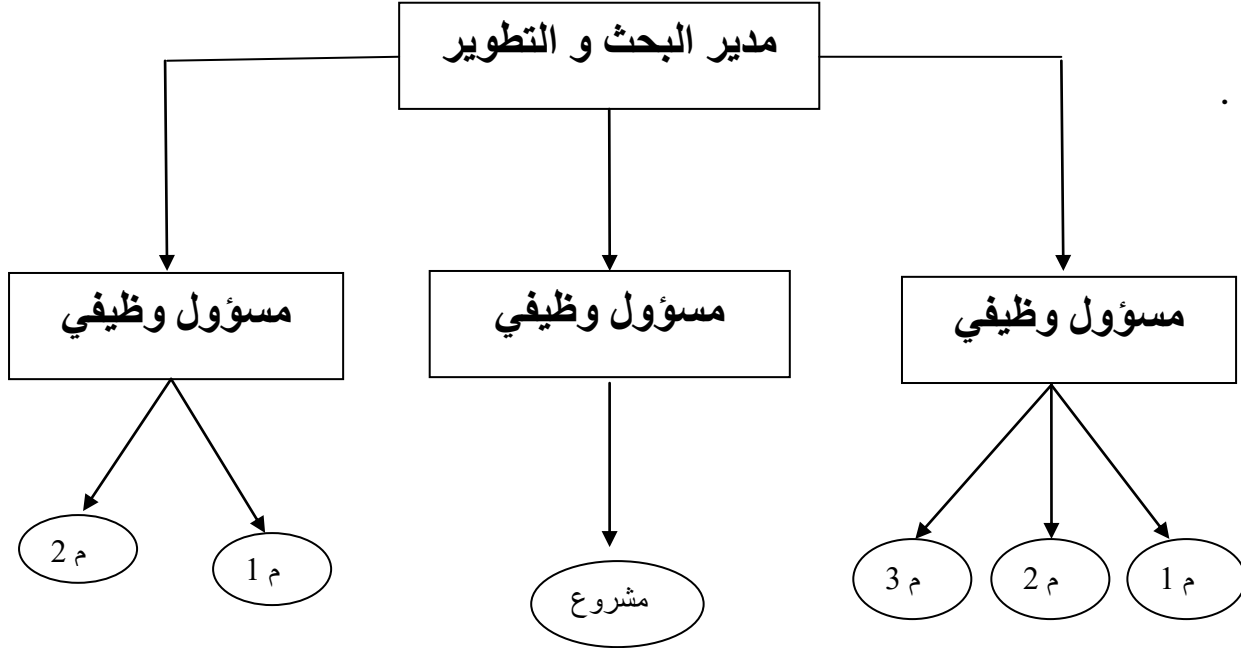 مدير البحث و التطوير
.
مسؤول وظيفي
مسؤول وظيفي
مسؤول وظيفي
م 1
م 2
م 3
مشروع
م 1
م 2